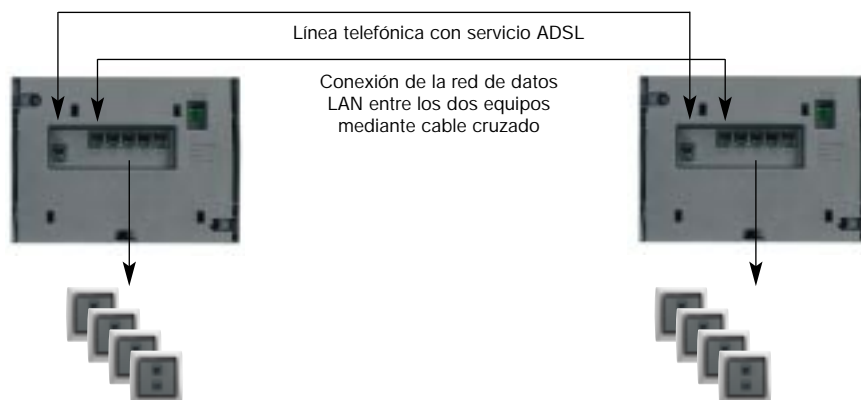 Línea telefónica con servicio ADSL
Conexión de la red de datos
LAN entre los dos equipos
mediante cable cruzado